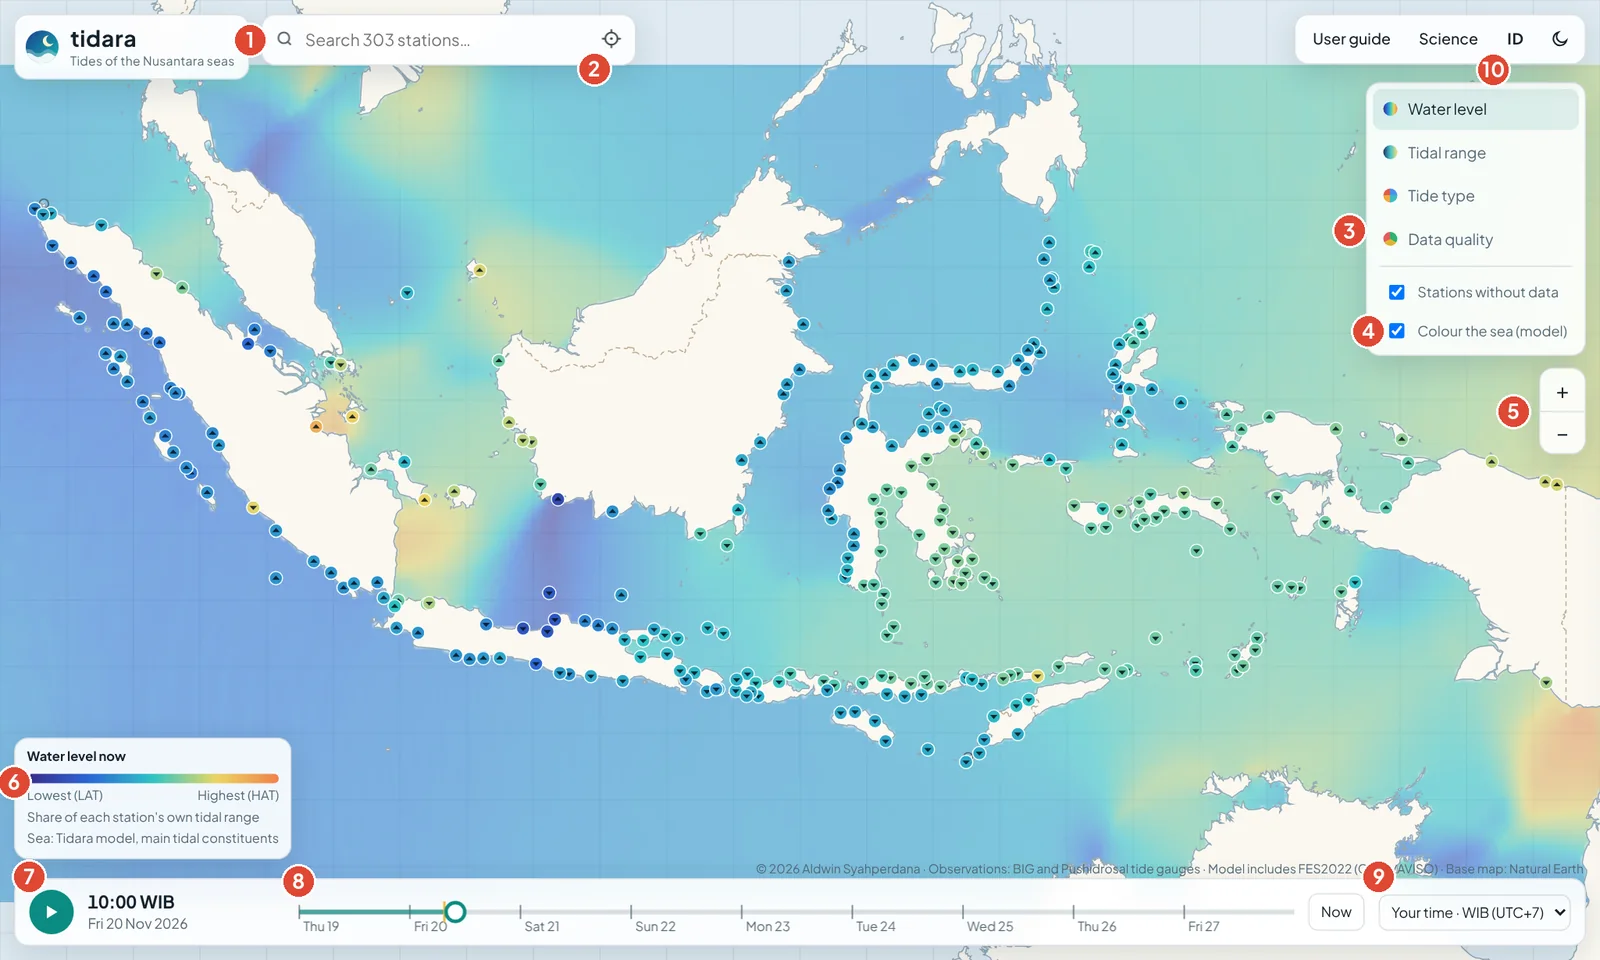 tidara
Tides of the Nusantara seas
1
Search 303 stations...
2
User guide
Science
ID
10
Water level
Tidal range
Tide type
3
Data quality
Stations without data
4
Colour the sea (model)
5
+
−
Water level now
6
Lowest (LAT)
Highest (HAT)
Share of each station's own tidal range
Sea: Tidara model, main tidal constituents
© 2026 Aldwin Syahperdana · Observations: BIG and Pushidrosal tide gauges · Model includes FES2022 (C AVISO) · Base map: Natural Earth
7
10:00 WIB
Fri 20 Nov 2026
8
Thu 19
Fri 20
Sat 21
Sun 22
Mon 23
Tue 24
Wed 25
Thu 26
Fri 27
Now
9
Your time · WIB (UTC+7)